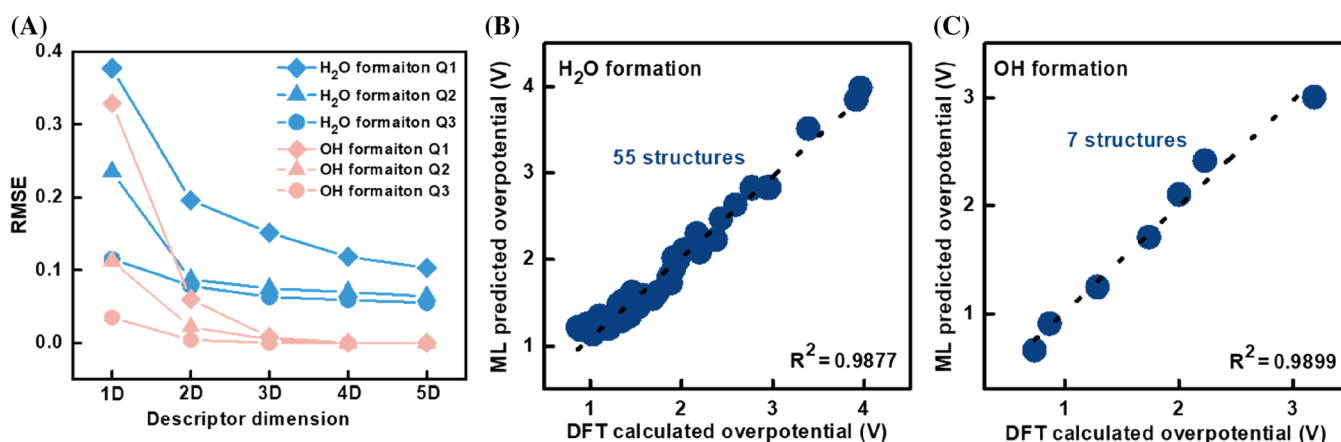 (A)
0.4
0.3
0.2
0.1
0.0
RMSE
H₂O formaiton Q1
H₂O formaiton Q2
H₂O formaiton Q3
OH formaiton Q1
OH formaiton Q2
OH formaiton Q3
1D 2D 3D 4D 5D
Descriptor dimension
(B)
ML predicted overpotential (V)
4
3
2
1
H₂O formation
55 structures
R² = 0.9877
1 2 3 4
DFT calculated overpotential (V)
(C)
ML predicted overpotential (V)
3
2
1
OH formation
7 structures
R² = 0.9899
1 2 3
DFT calculated overpotential (V)